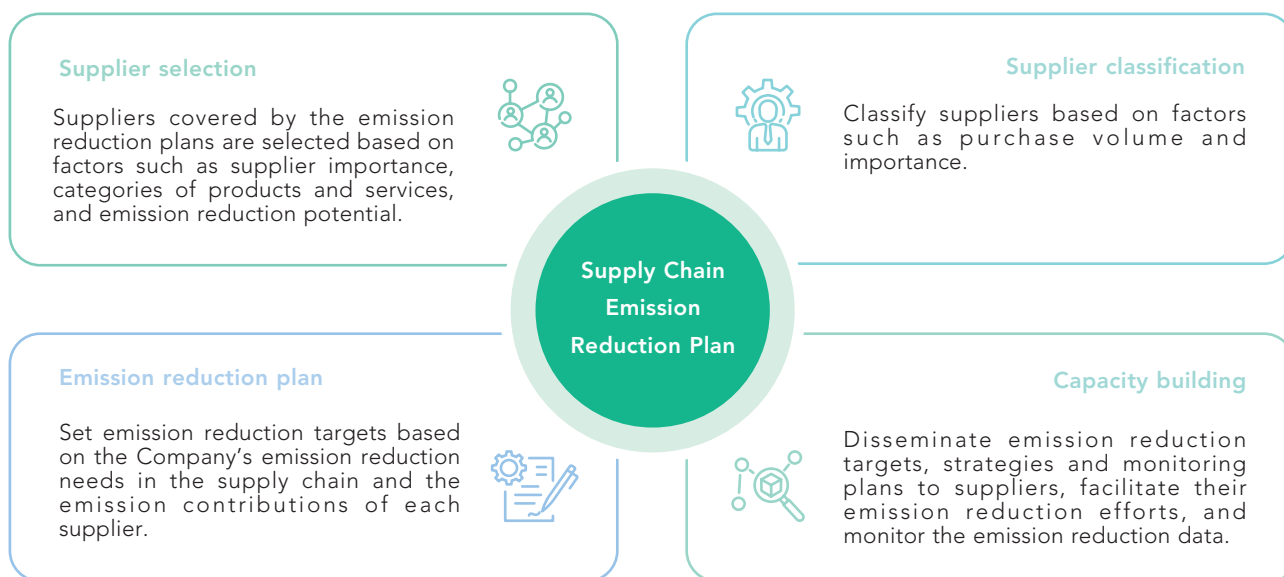 Supplier selection
Suppliers covered by the emission
reduction plans are selected based on
factors such as supplier importance,
categories of products and services,
and emission reduction potential.
Supplier classification
Classify suppliers based on factors
such as purchase volume and
importance.
Supply Chain
Emission
Reduction Plan
Emission reduction plan
Set emission reduction targets based
on the Company’s emission reduction
needs in the supply chain and the
emission contributions of each
supplier.
Capacity building
Disseminate emission reduction
targets, strategies and monitoring
plans to suppliers, facilitate their
emission reduction efforts, and
monitor the emission reduction data.